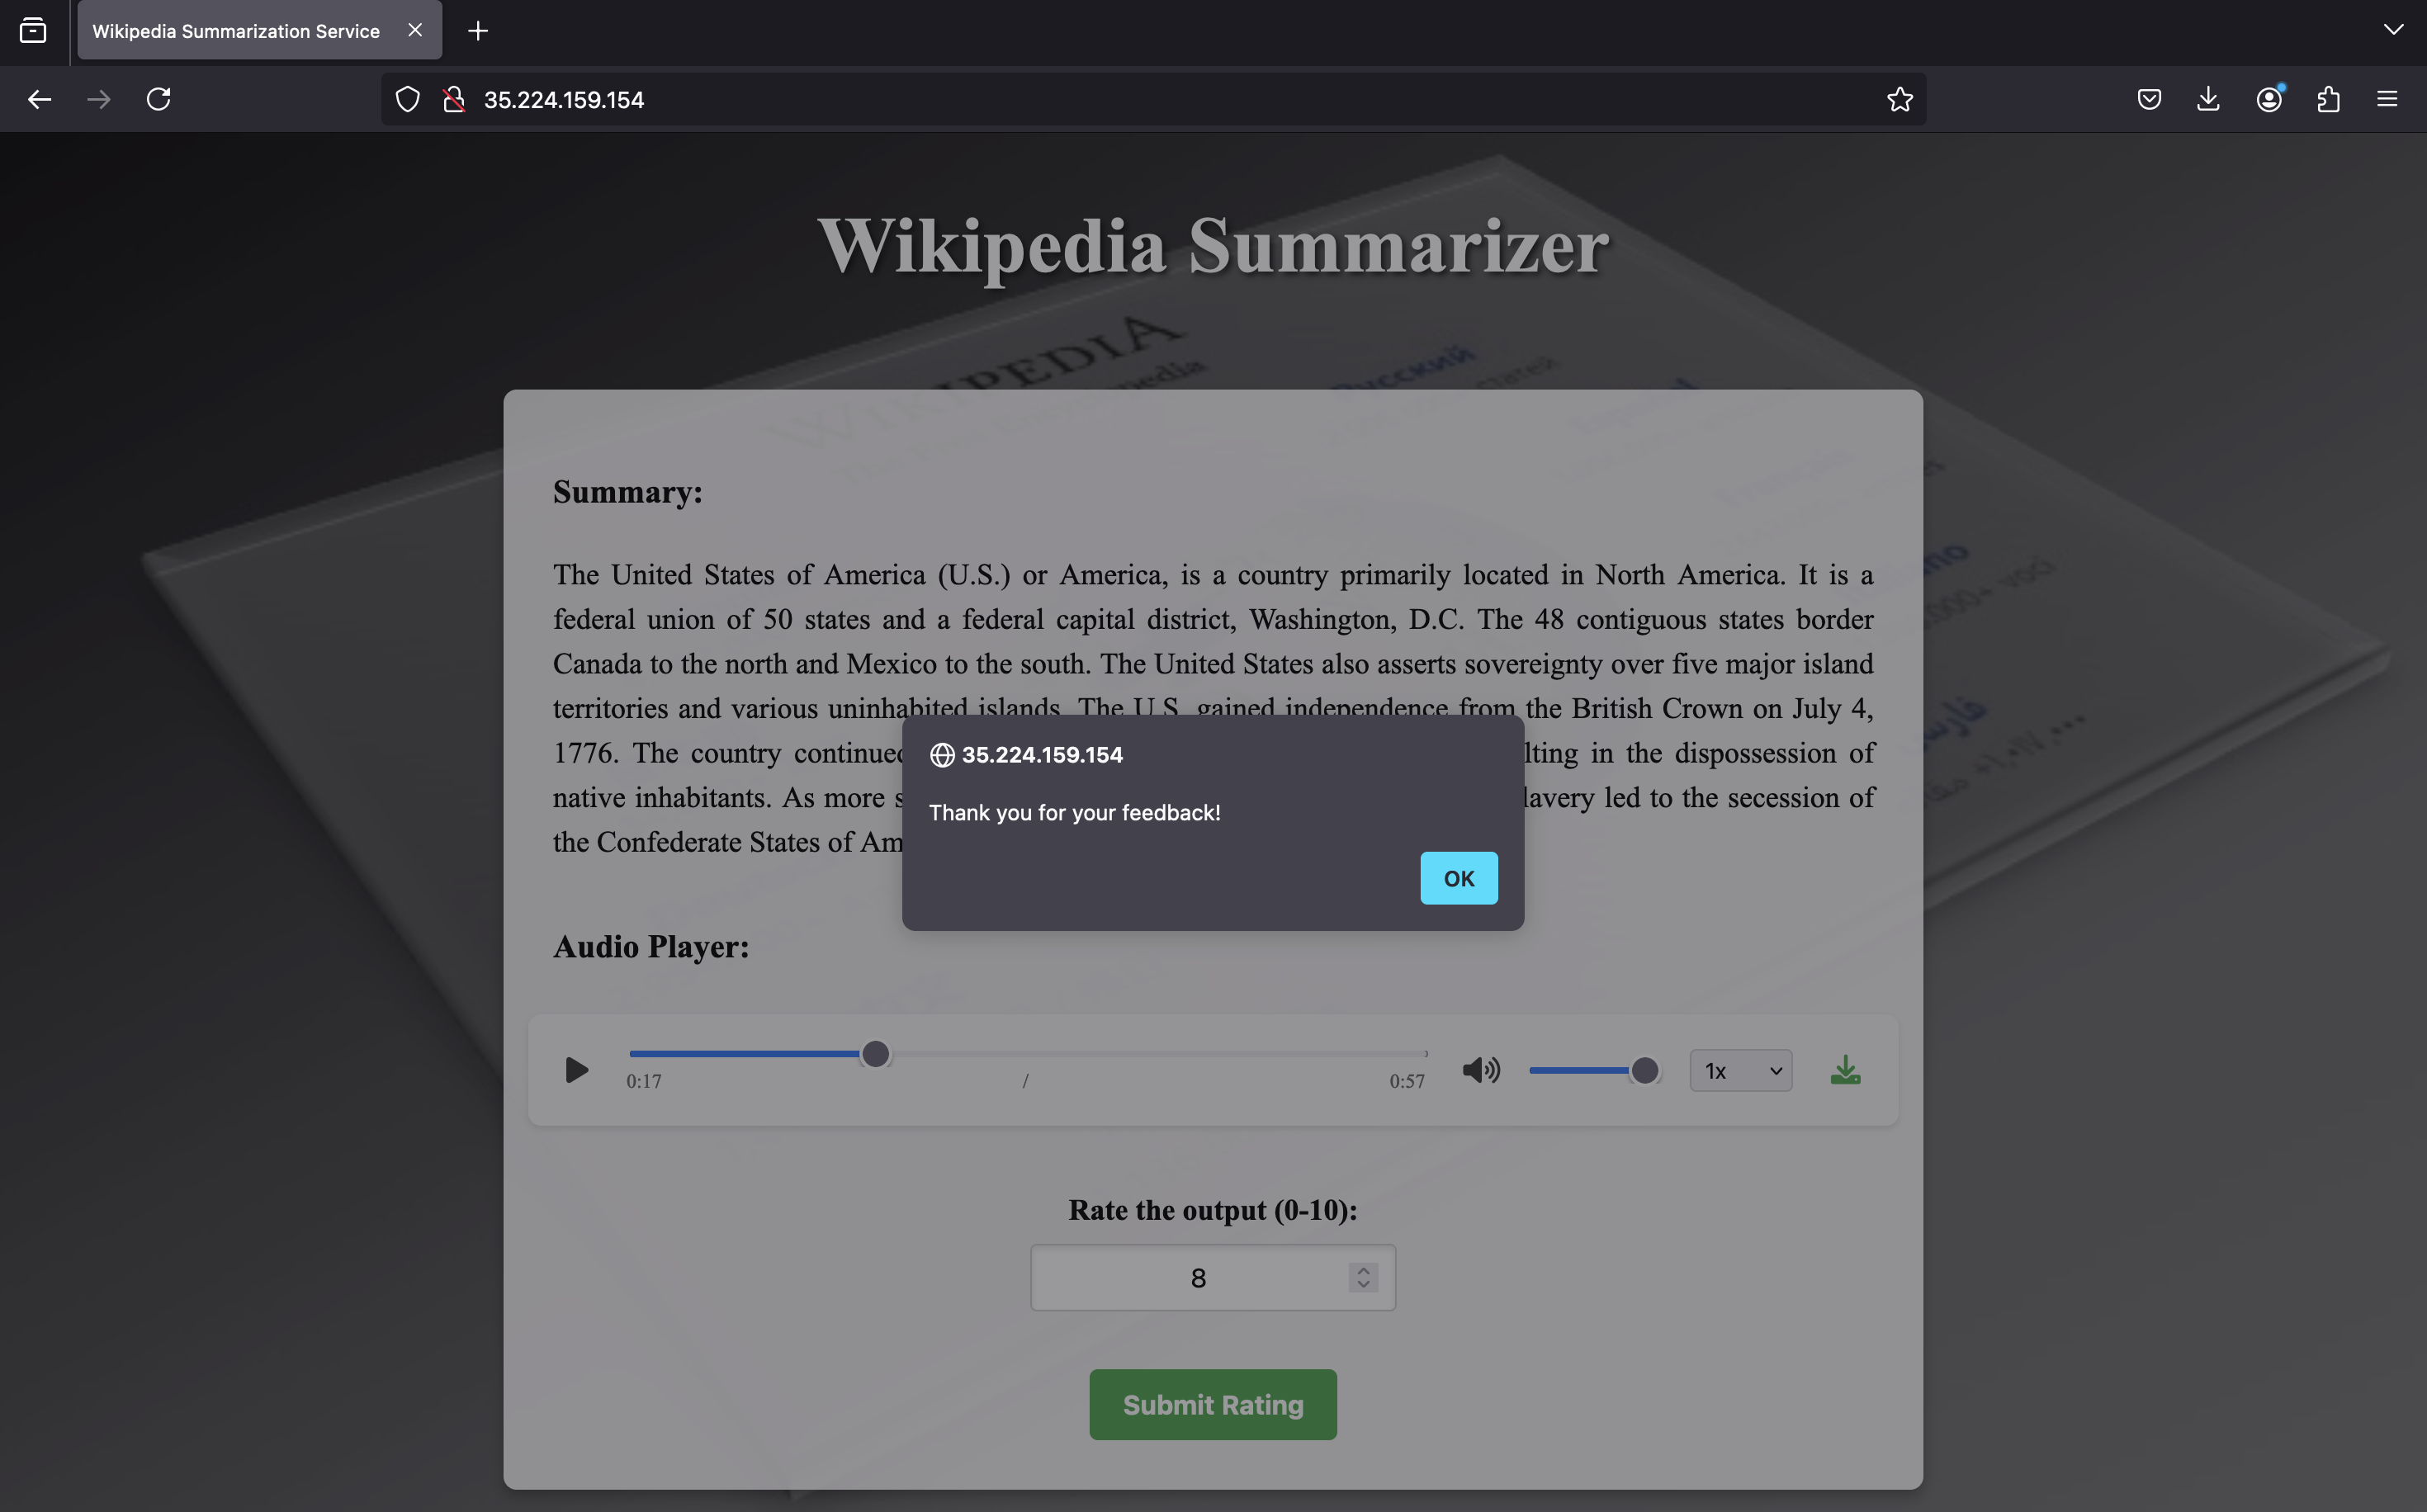 Wikipedia Summarization Service
35.224.159.154
Wikipedia Summarizer
WIKIPEDIA
Русский
Summary:
The United States of America (U.S.) or America, is a country primarily located in North America. It is a
federal union of 50 states and a federal capital district, Washington, D.C. The 48 contiguous states border
Canada to the north and Mexico to the south. The United States also asserts sovereignty over five major island
territories and various uninhabited islands. The U.S. gained independence from the British Crown on July 4,
1776. The country continued lting in the dispossession of
native inhabitants. As more s lavery led to the secession of
the Confederate States of Am
35.224.159.154
Thank you for your feedback!
OK
Audio Player:
0:17 / 0:57
1x
Rate the output (0-10):
8
Submit Rating